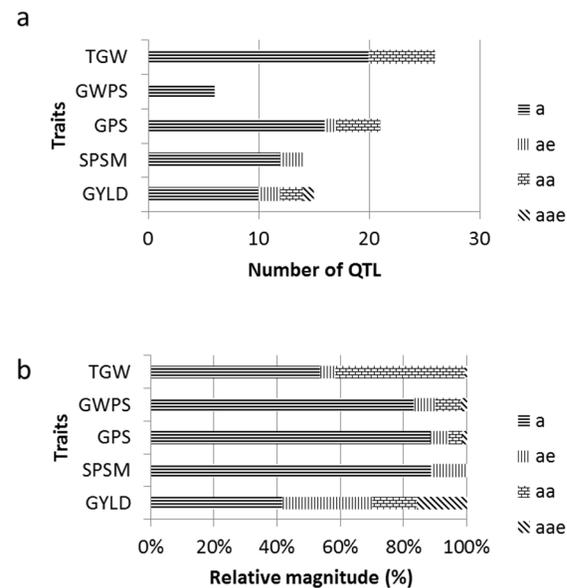 a
TGW
GWPS
GPS
SPSM
GYLD
Traits
0 10 20 30
Number of QTL
a
ae
aa
aae
b
TGW
GWPS
GPS
SPSM
GYLD
Traits
0% 20% 40% 60% 80% 100%
Relative magnitude (%)
a
ae
aa
aae